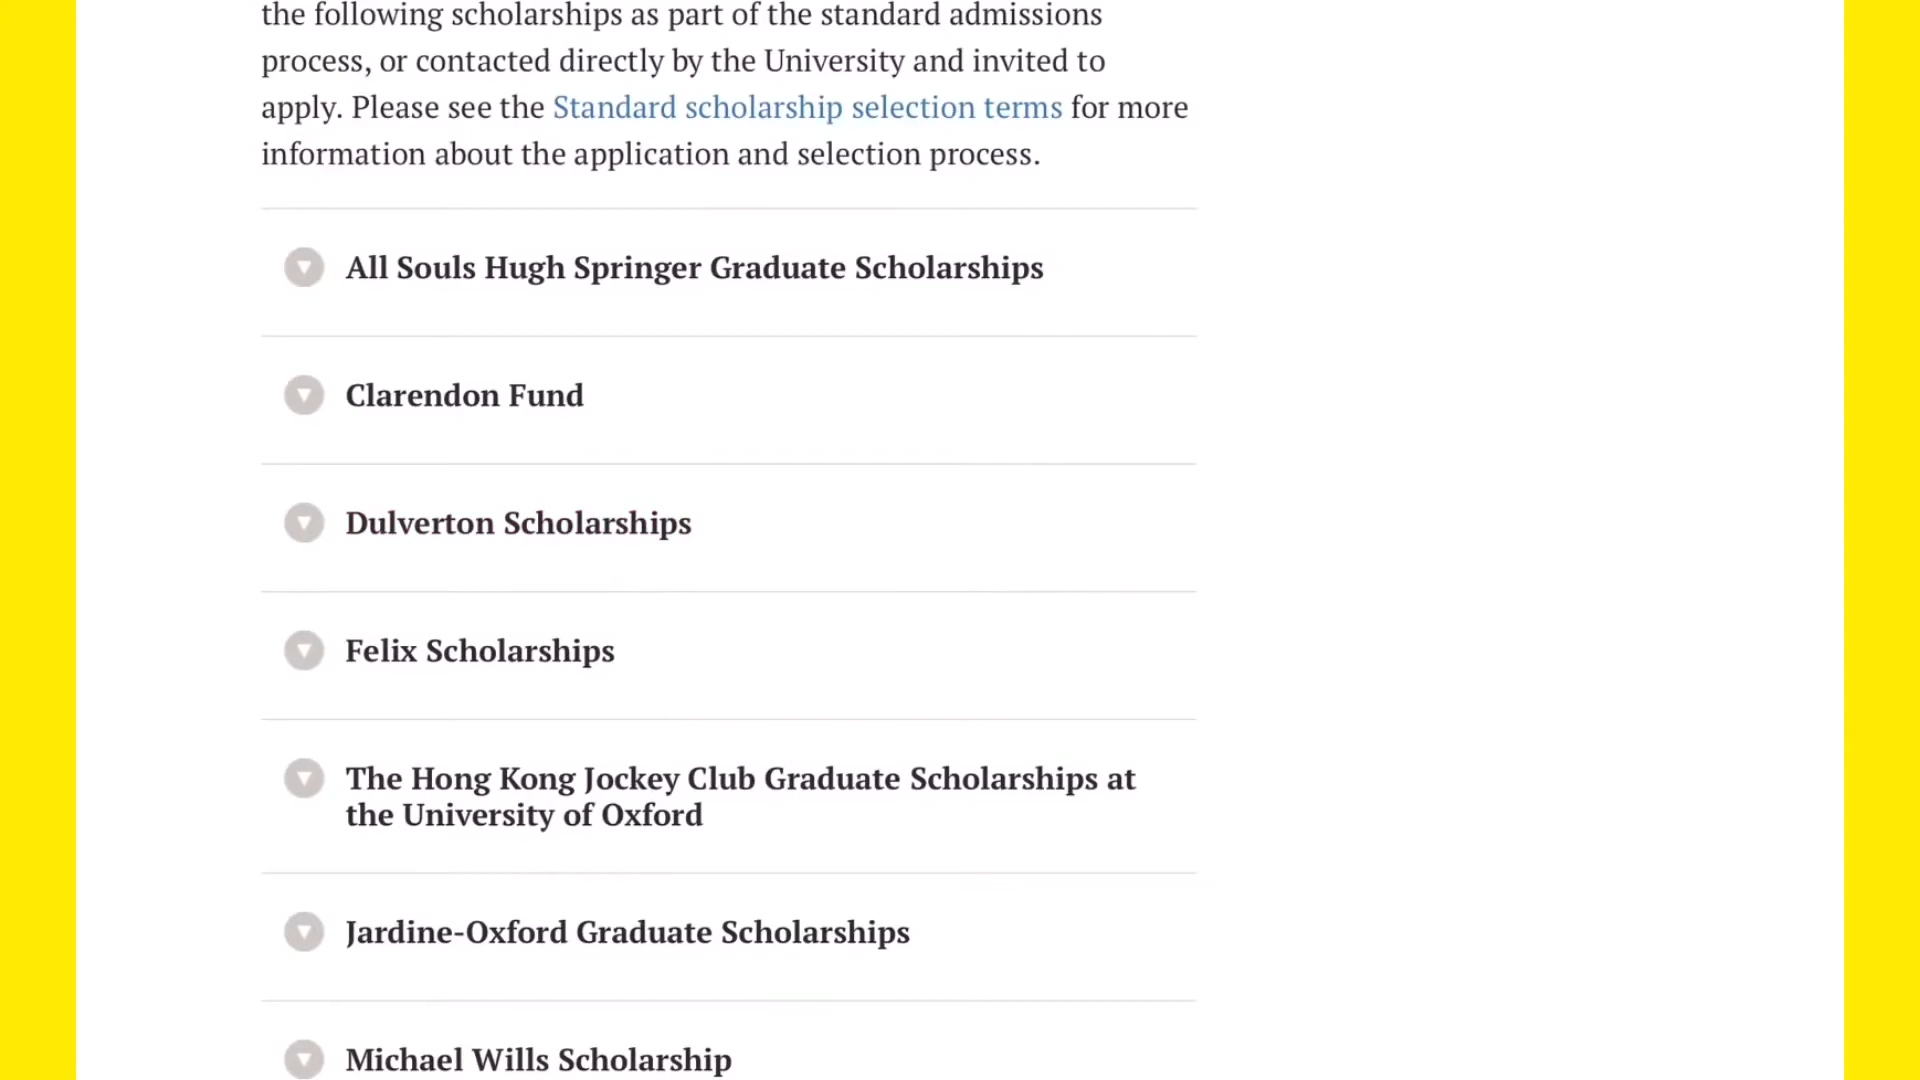 the following scholarships as part of the standard admissions
process, or contacted directly by the University and invited to
apply. Please see the Standard scholarship selection terms for more
information about the application and selection process.
All Souls Hugh Springer Graduate Scholarships
Clarendon Fund
Dulverton Scholarships
Felix Scholarships
The Hong Kong Jockey Club Graduate Scholarships at
the University of Oxford
Jardine-Oxford Graduate Scholarships
Michael Wills Scholarship